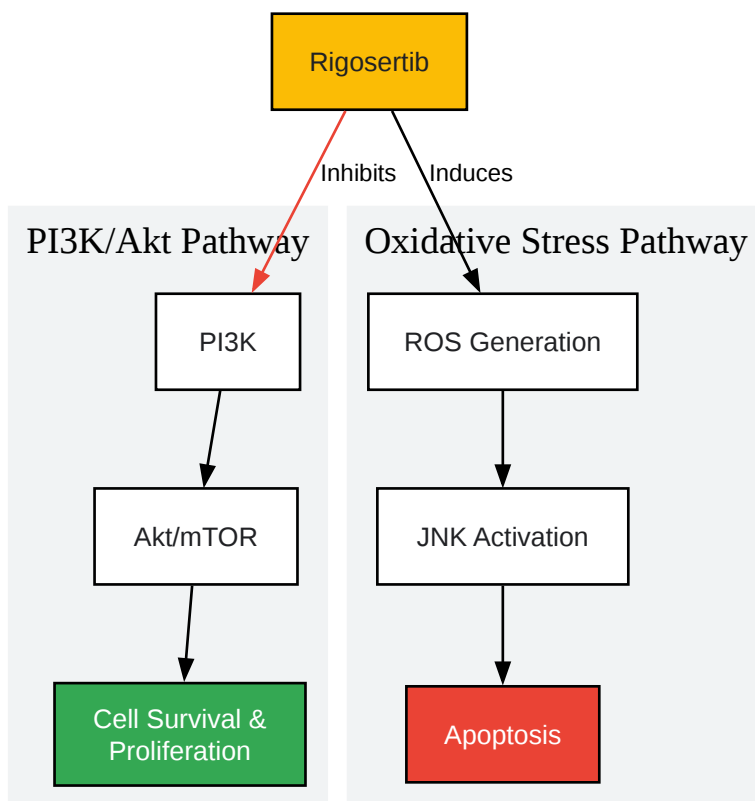 Rigosertib
Inhibits
Induces
PI3K/Akt Pathway
Oxidative Stress Pathway
PI3K
ROS Generation
Akt/mTOR
JNK Activation
Cell Survival &
Proliferation
Apoptosis